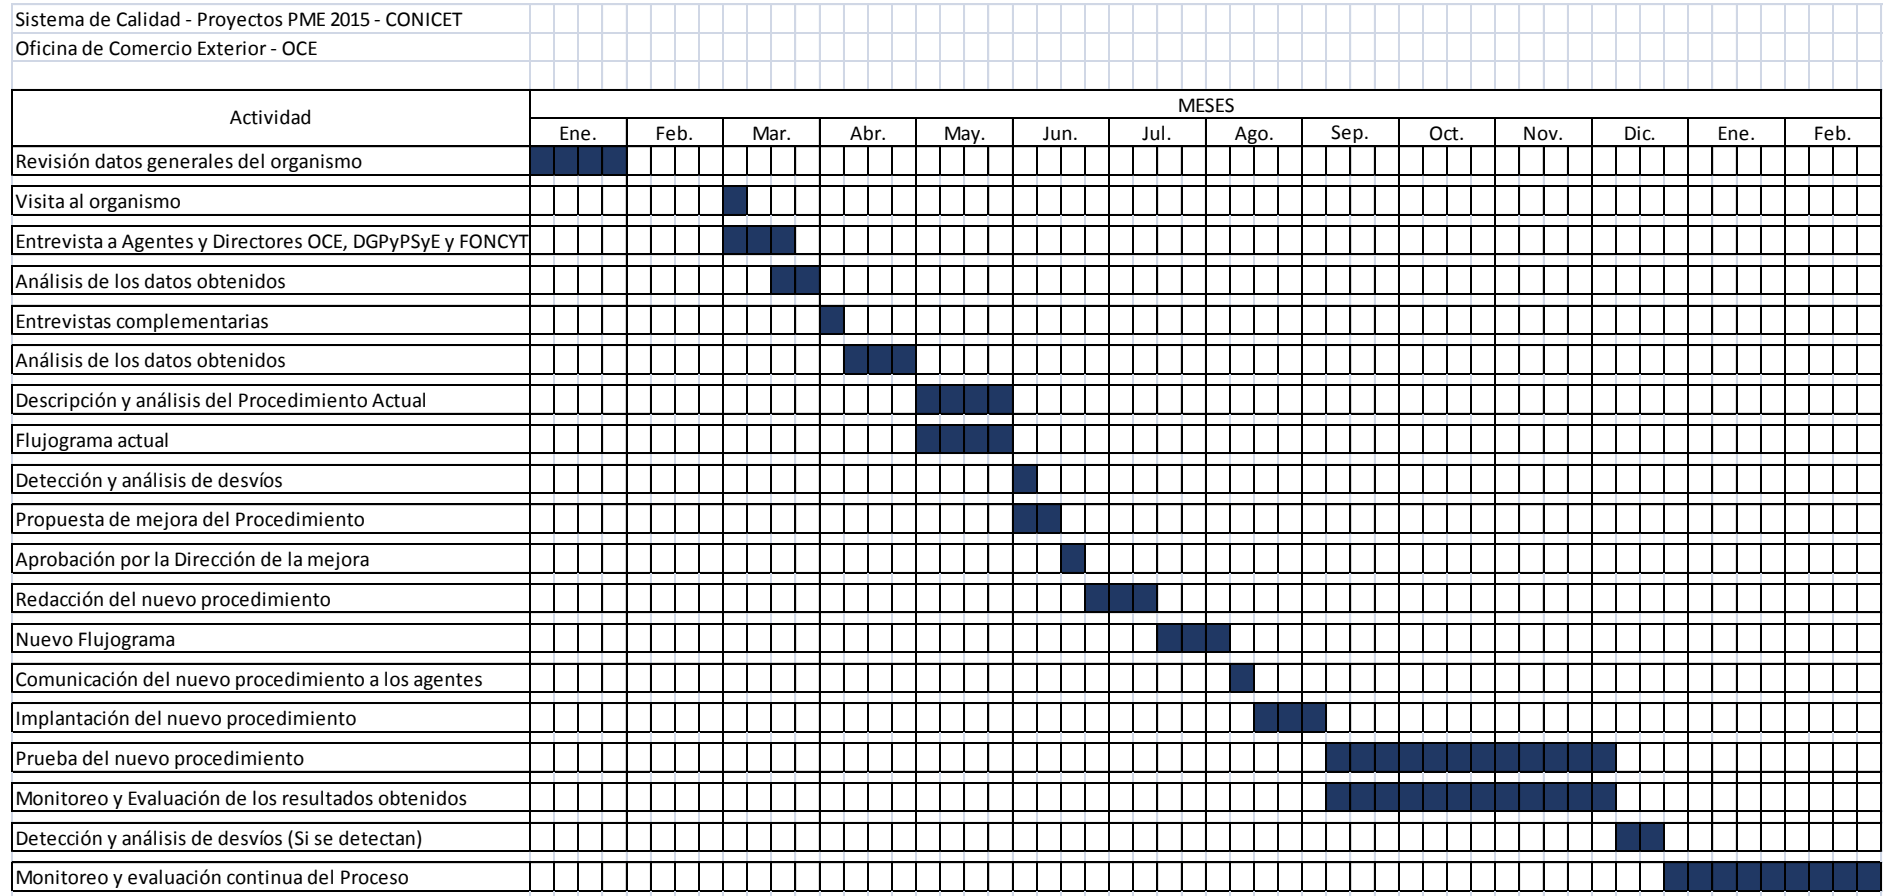 Sistema de Calidad - Proyectos PME 2015 - CONICET
Oficina de Comercio Exterior - OCE
Actividad
MESES
Ene. Feb. Mar. Abr. May. Jun. Jul. Ago. Sep. Oct. Nov. Dic. Ene. Feb.
Revisión datos generales del organismo
Visita al organismo
Entrevista a Agentes y Directores OCE, DGPyPSyE y FONCYT
Análisis de los datos obtenidos
Entrevistas complementarias
Análisis de los datos obtenidos
Descripción y análisis del Procedimiento Actual
Flujograma actual
Detección y análisis de desvíos
Propuesta de mejora del Procedimiento
Aprobación por la Dirección de la mejora
Redacción del nuevo procedimiento
Nuevo Flujograma
Comunicación del nuevo procedimiento a los agentes
Implantación del nuevo procedimiento
Prueba del nuevo procedimiento
Monitoreo y Evaluación de los resultados obtenidos
Detección y análisis de desvíos (Si se detectan)
Monitoreo y evaluación continua del Proceso